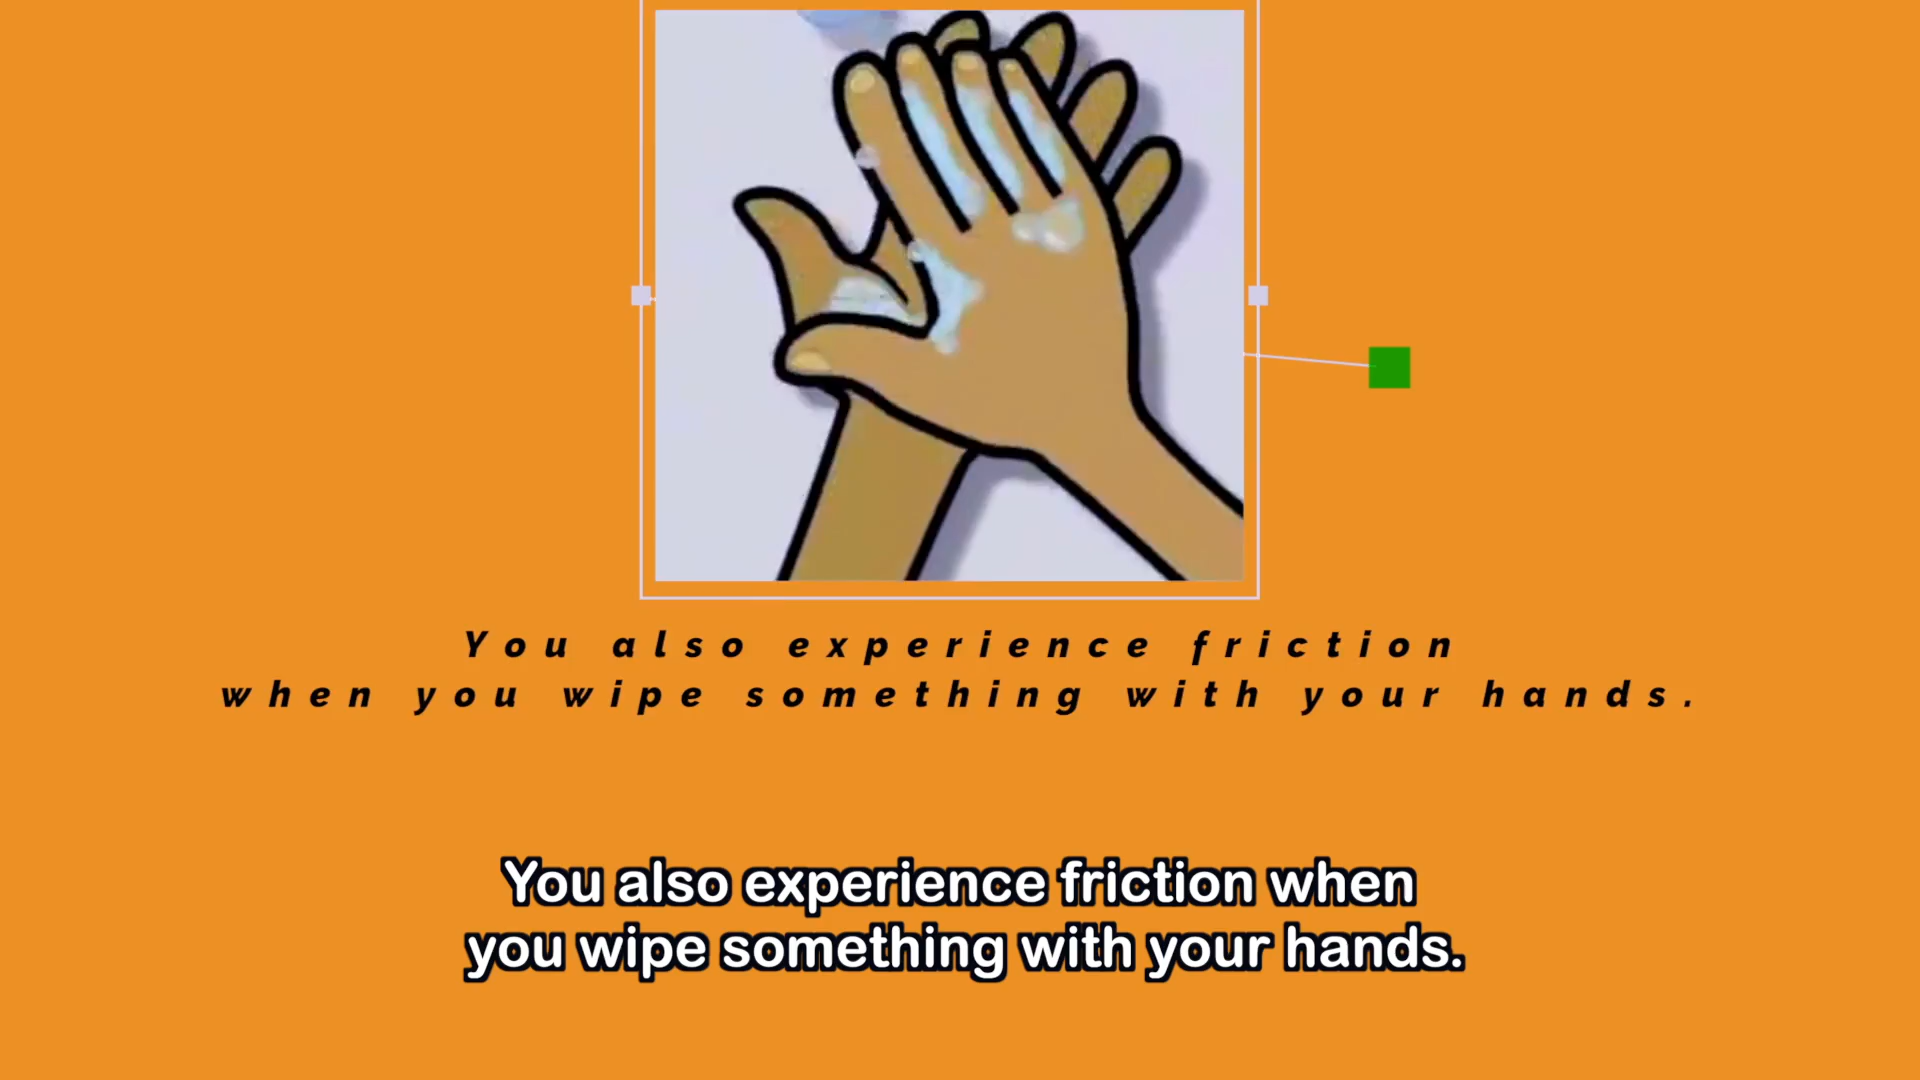 You also experience friction
when you wipe something with your hands.
You also experience friction when
you wipe something with your hands.